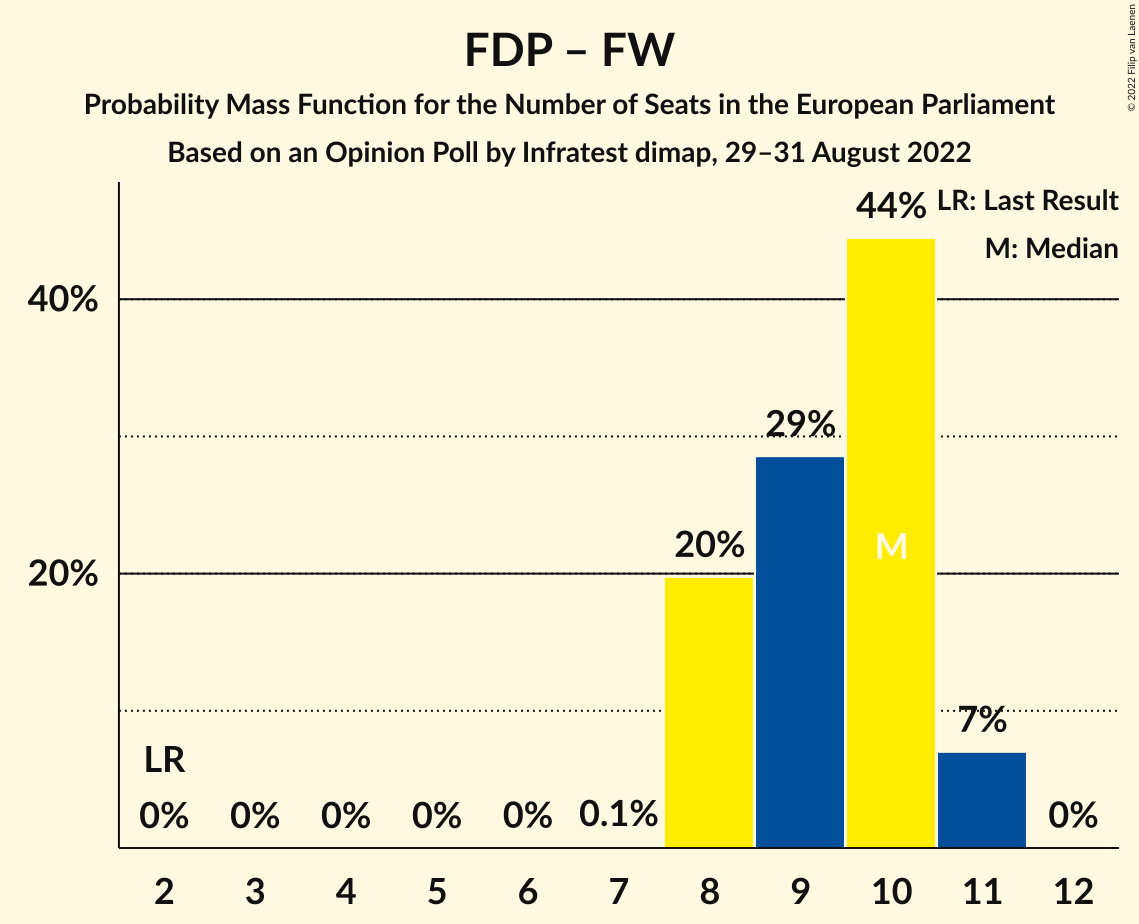 FDP – FW
Probability Mass Function for the Number of Seats in the European Parliament
Based on an Opinion Poll by Infratest dimap, 29–31 August 2022
© 2022 Filip van Laenen
LR: Last Result
M: Median
40%
20%
LR
0%
0%
0%
0%
0%
0.1%
20%
29%
44%
M
7%
0%
2 3 4 5 6 7 8 9 10 11 12